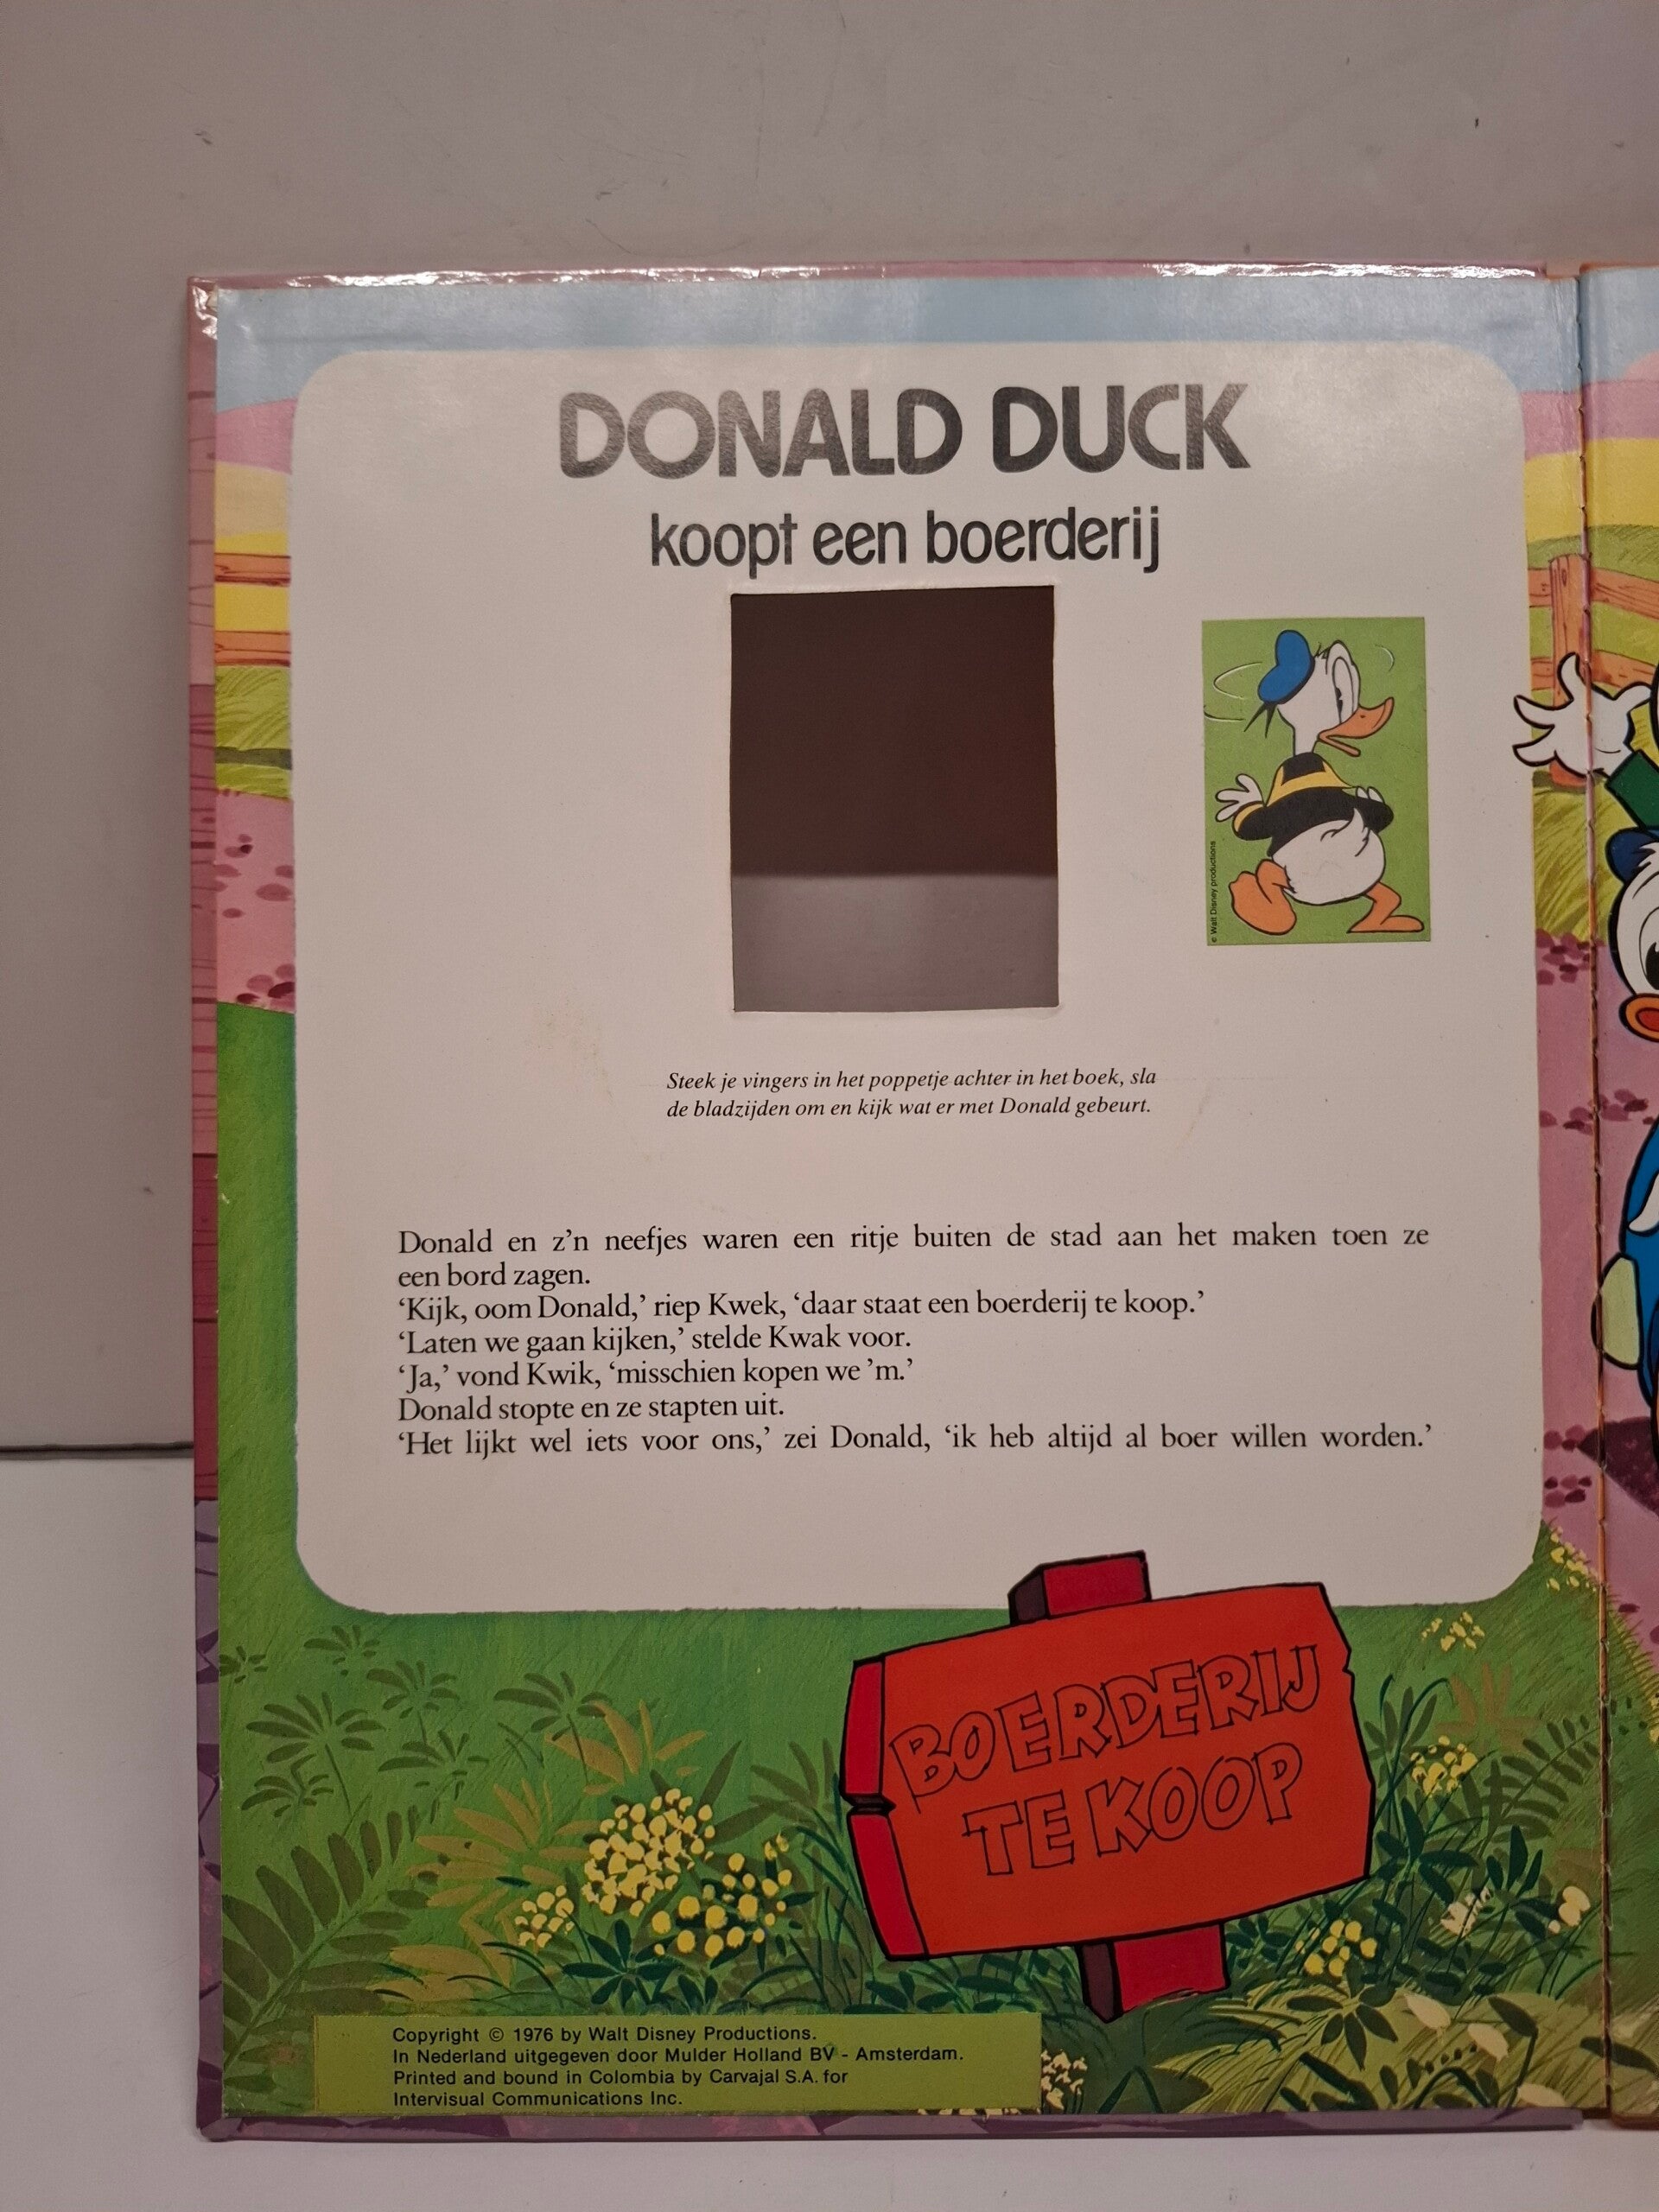 DONALD DUCK
koopt een boerderij
© Walt Disney productions
Steek je vingers in het poppetje achter in het boek, sla
de bladzijden om en kijk wat er met Donald gebeurt.
Donald en z’n neefjes waren een ritje buiten de stad aan het maken toen ze
een bord zagen.
‘Kijk, oom Donald,’ riep Kwek, ‘daar staat een boerderij te koop.’
‘Laten we gaan kijken,’ stelde Kwak voor.
‘Ja,’ vond Kwik, ‘misschien kopen we ’m.’
Donald stopte en ze stapten uit.
‘Het lijkt wel iets voor ons,’ zei Donald, ‘ik heb altijd al boer willen worden.’
BOERDERIJ
TE KOOP
Copyright © 1976 by Walt Disney Productions.
In Nederland uitgegeven door Mulder Holland BV - Amsterdam.
Printed and bound in Colombia by Carvajal S.A. for
Intervisual Communications Inc.